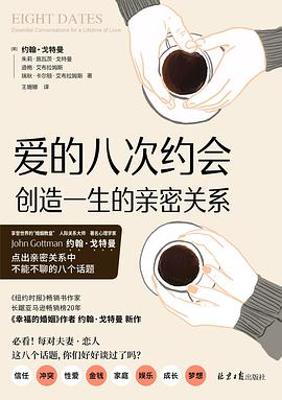 EIGHT DATES
Essential Conversations for a Lifetime of Love
[美]
约翰·戈特曼
朱莉·施瓦茨·戈特曼
道格·艾布拉姆斯
瑞秋·卡尔顿·艾布拉姆斯 著
王娜娜 译
爱的八次约会
创造一生的亲密关系
享誉世界的“婚姻教皇” 人际关系大师 著名心理学家
John Gottman 约翰·戈特曼
点出亲密关系中
不能不聊的八个话题
《纽约时报》畅销书作家
长踞亚马逊畅销榜20年
《幸福的婚姻》作者 约翰·戈特曼 新作
必看！每对夫妻·恋人
这八个话题，你们好好谈过了吗？
信任 冲突 性爱 金钱 家庭 娱乐 成长 梦想
北京日报出版社